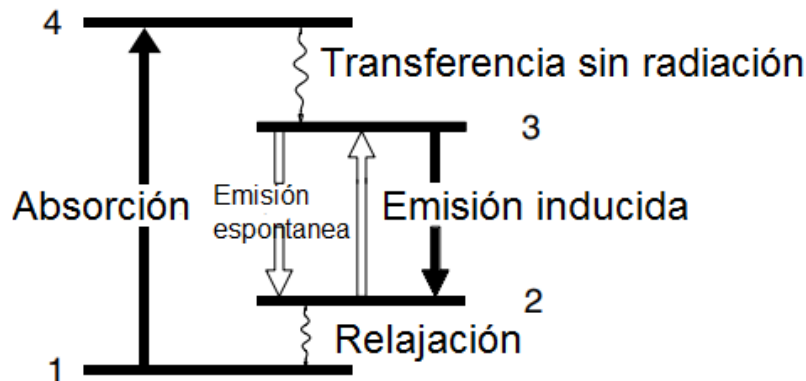 4
Transferencia sin radiación
3
Absorción
Emisión
espontanea
Emisión inducida
2
Relajación
1